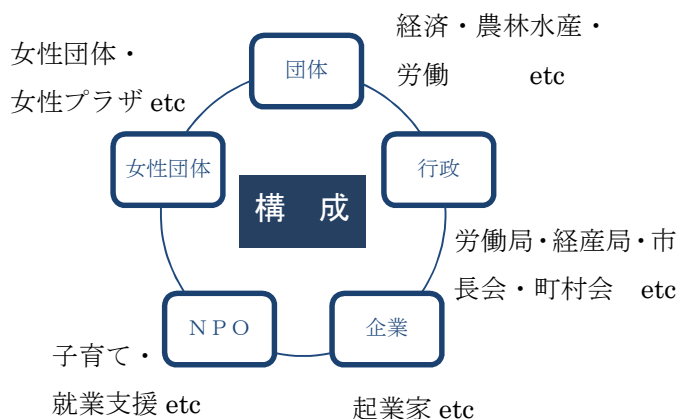 経済・農林水産・
労働 etc
女性団体・
女性プラザ etc
団体
女性団体
行政
構 成
労働局・経産局・市
長会・町村会 etc
NPO
企業
子育て・
就業支援 etc
起業家 etc